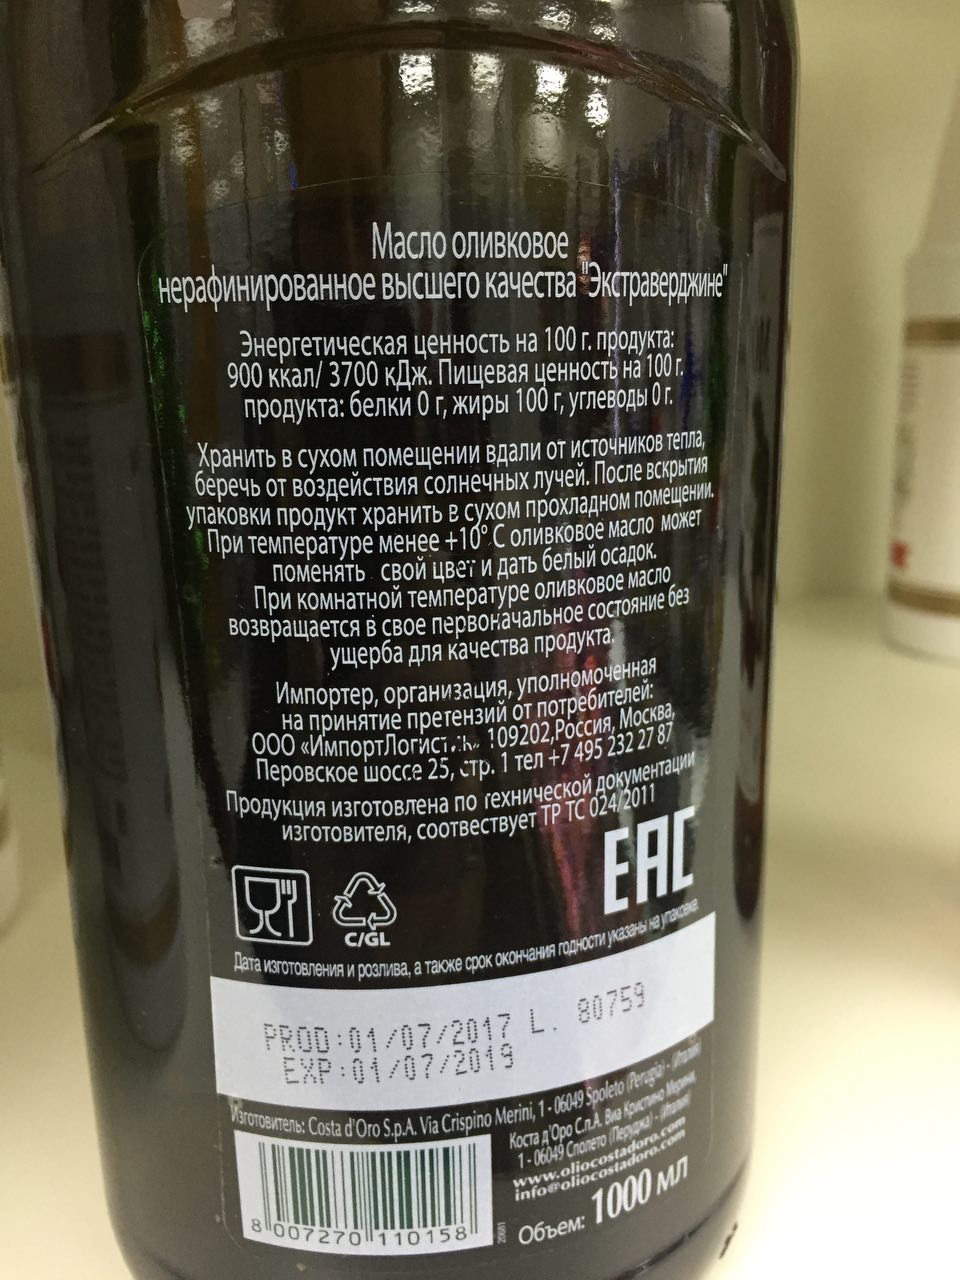 Масло оливковое
нерафинированное высшего качества "Экстраверджине"
Энергетическая ценность на 100 г. продукта:
900 ккал/ 3700 кДж. Пищевая ценность на 100 г.
продукта: белки 0 г, жиры 100 г, углеводы 0 г.
Хранить в сухом помещении вдали от источников тепла,
беречь от воздействия солнечных лучей. После вскрытия
упаковки продукт хранить в сухом прохладном помещении.
При температуре менее +10° С оливковое масло может
поменять свой цвет и дать белый осадок.
При комнатной температуре оливковое масло
возвращается в свое первоначальное состояние без
ущерба для качества продукта.
Импортер, организация, уполномоченная
на принятие претензий от потребителей:
ООО 109202,Россия, Москва,
Перовское шоссе 25, стр. 1 тел +7 495 232 27 87
Продукция изготовлена по технической документации
изготовителя, соотвествует ТР ТС 024/2011
EAC
C/GL
Дата изготовления и розлива, а также срок окончания годности указаны на упаковке.
PROD:01/07/2017 L. 80759
EXP:01/07/2019
Изготовитель: Costa d'Oro S.p.A. Via Crispino Merini, 1 - 06049 Spoleto (Perugia) - (Италия)
Коста д'Оро С.п.А. Виа Кристино Мерини,
1 - 06049 Сполето (Перуджа) - (Италия)
www.oliocostadoro.com
info@oliocostadoro.com
Объем: 1000 мл
8 007270 110158
20681